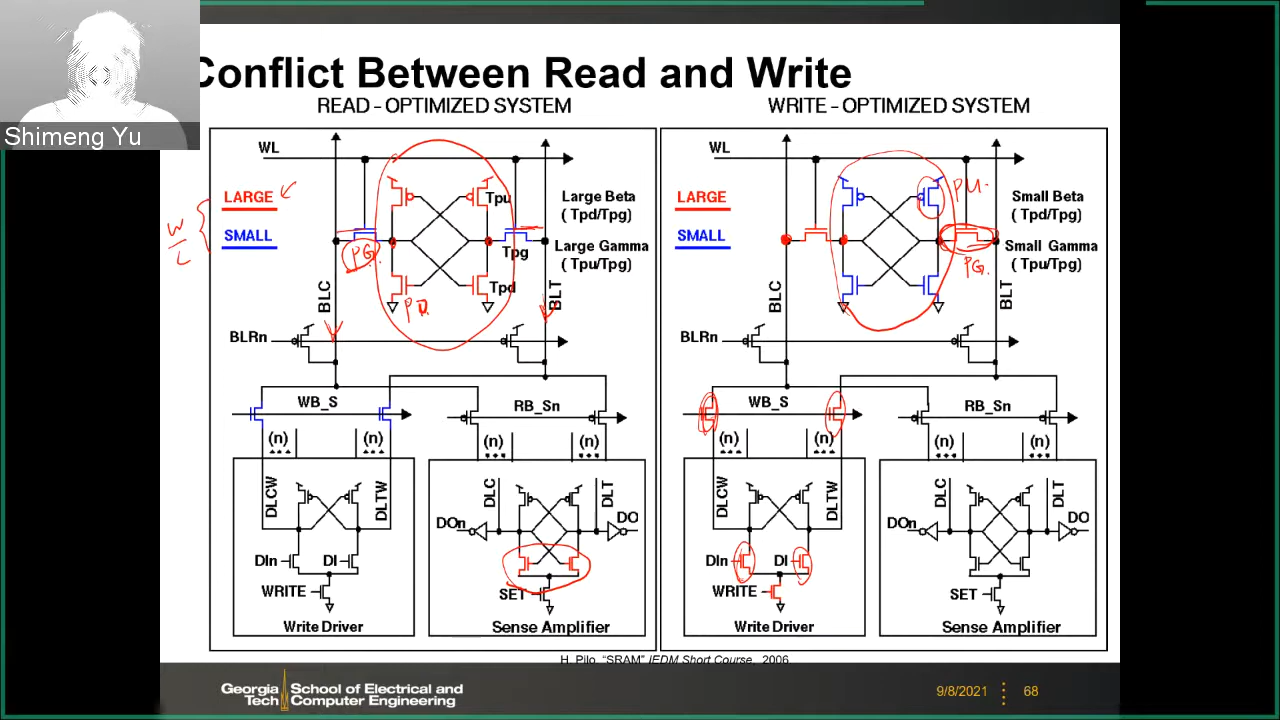 Shimeng Yu
Conflict Between Read and Write
READ - OPTIMIZED SYSTEM
WL
LARGE
SMALL
W
L
PG.
PD.
Tpu
Tpg
Tpd
Large Beta
( Tpd/Tpg)
Large Gamma
( Tpu/Tpg)
BLC
BLT
BLRn
WB_S
RB_Sn
(n)
(n)
(n)
(n)
DLCW
DLTW
DLC
DLT
DOn
DO
DIn
DI
WRITE
SET
Write Driver
Sense Amplifier
WRITE - OPTIMIZED SYSTEM
WL
LARGE
SMALL
PU.
PG.
Small Beta
( Tpd/Tpg)
Small Gamma
( Tpu/Tpg)
BLC
BLT
BLRn
WB_S
RB_Sn
(n)
(n)
(n)
(n)
DLCW
DLTW
DLC
DLT
DOn
DO
DIn
DI
WRITE
SET
Write Driver
Sense Amplifier
H. Pilo, "SRAM" IEDM Short Course, 2006
Georgia Tech
School of Electrical and
Computer Engineering
9/8/2021
68